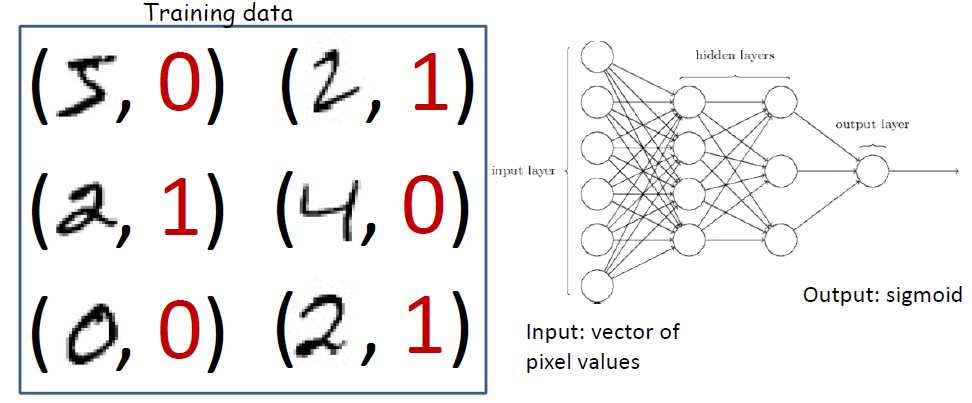 Training data
(5, 0) (2, 1)
(2, 1) (4, 0)
(0, 0) (2, 1)
hidden layers
output layer
input layer
Output: sigmoid
Input: vector of
pixel values